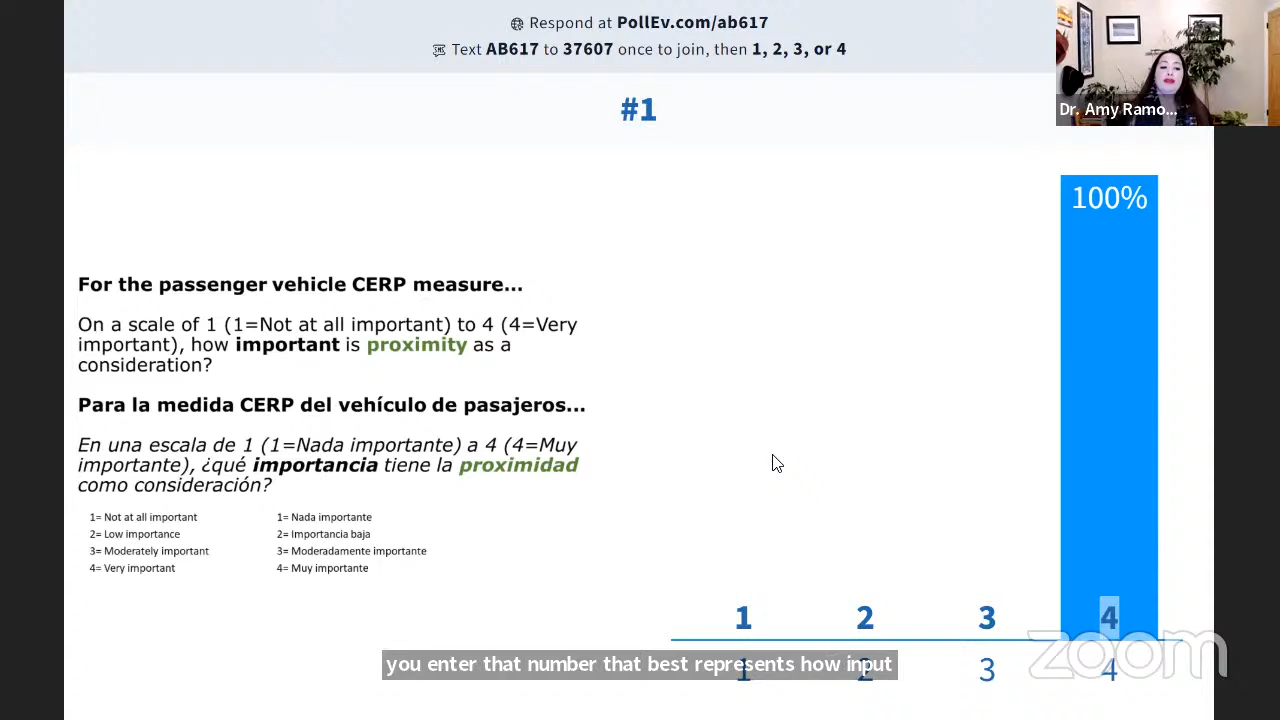 Respond at PollEv.com/ab617
Text AB617 to 37607 once to join, then 1, 2, 3, or 4
#1
Dr. Amy Ramo...
100%
For the passenger vehicle CERP measure...
On a scale of 1 (1=Not at all important) to 4 (4=Very
important), how important is proximity as a
consideration?
Para la medida CERP del vehículo de pasajeros...
En una escala de 1 (1=Nada importante) a 4 (4=Muy
importante), ¿qué importancia tiene la proximidad
como consideración?
1= Not at all important
2= Low importance
3= Moderately important
4= Very important
1= Nada importante
2= Importancia baja
3= Moderadamente importante
4= Muy importante
1 2 3 4
1 2 3 4
you enter that number that best represents how input
zoom